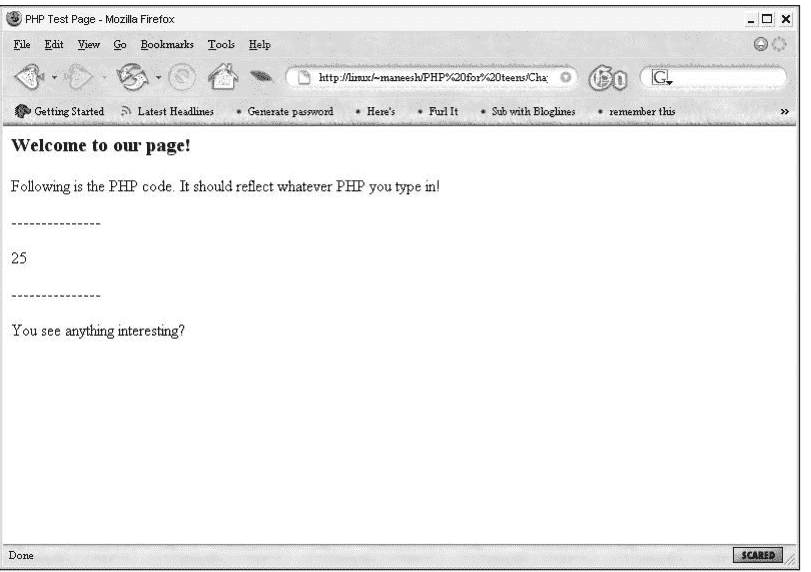 PHP Test Page - Mozilla Firefox
File Edit View Go Bookmarks Tools Help
http://linux/~maneesh/PHP%20for%20teens/Cha
Go
G
Getting Started Latest Headlines Generate password Here's Furl It Sub with Bloglines remember this »
Welcome to our page!
Following is the PHP code. It should reflect whatever PHP you type in!
---------------
25
---------------
You see anything interesting?
Done
SCARED